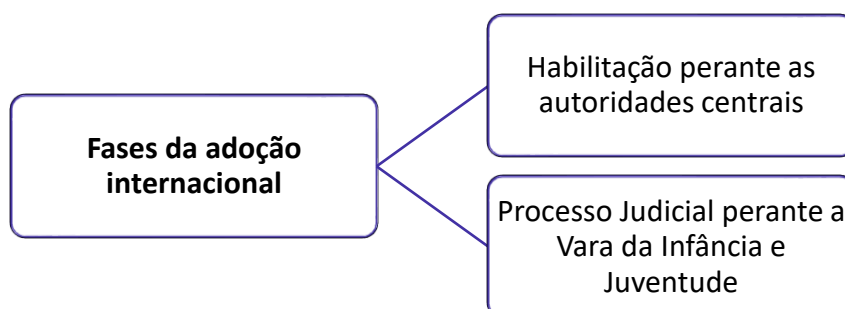 Fases da adoção
internacional
Habilitação perante as
autoridades centrais
Processo Judicial perante a
Vara da Infância e
Juventude